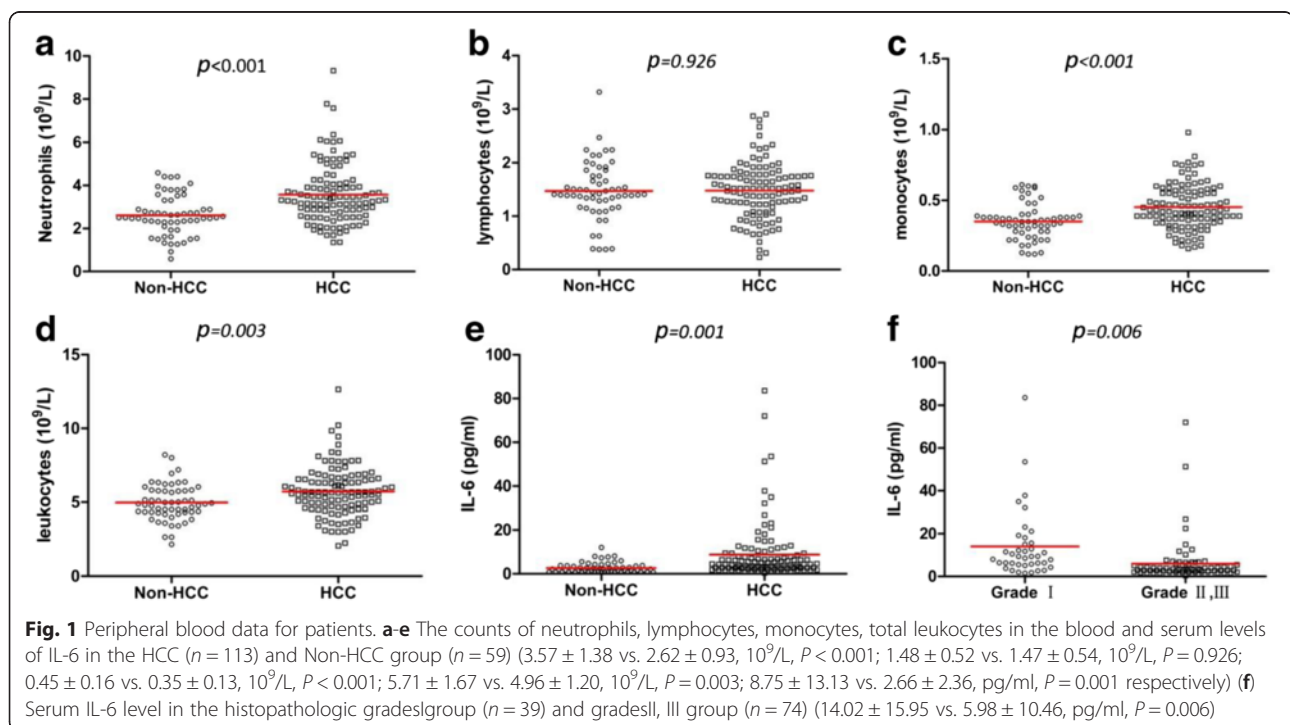 a
p<0.001
Neutrophils (10⁹/L)
10
8
6
4
2
0
Non-HCC
HCC
b
p=0.926
lymphocytes (10⁹/L)
4
3
2
1
0
Non-HCC
HCC
c
p<0.001
monocytes (10⁹/L)
1.5
1.0
0.5
0.0
Non-HCC
HCC
d
p=0.003
leukocytes (10⁹/L)
15
10
5
0
Non-HCC
HCC
e
p=0.001
IL-6 (pg/ml)
100
80
60
40
20
0
Non-HCC
HCC
f
p=0.006
IL-6 (pg/ml)
100
80
60
40
20
0
Grade Ⅰ
Grade Ⅱ,Ⅲ
Fig. 1 Peripheral blood data for patients. a-e The counts of neutrophils, lymphocytes, monocytes, total leukocytes in the blood and serum levels
of IL-6 in the HCC (n = 113) and Non-HCC group (n = 59) (3.57 ± 1.38 vs. 2.62 ± 0.93, 10⁹/L, P < 0.001; 1.48 ± 0.52 vs. 1.47 ± 0.54, 10⁹/L, P = 0.926;
0.45 ± 0.16 vs. 0.35 ± 0.13, 10⁹/L, P < 0.001; 5.71 ± 1.67 vs. 4.96 ± 1.20, 10⁹/L, P = 0.003; 8.75 ± 13.13 vs. 2.66 ± 2.36, pg/ml, P = 0.001 respectively) (f)
Serum IL-6 level in the histopathologic gradesIgroup (n = 39) and gradesII, III group (n = 74) (14.02 ± 15.95 vs. 5.98 ± 10.46, pg/ml, P = 0.006)